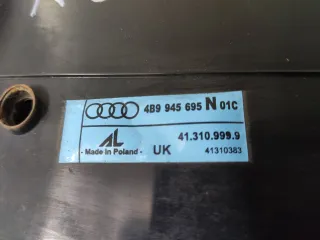 4B9 945 695 N 01C
41.310.999.9
AL
- Made in Poland - UK 41310383